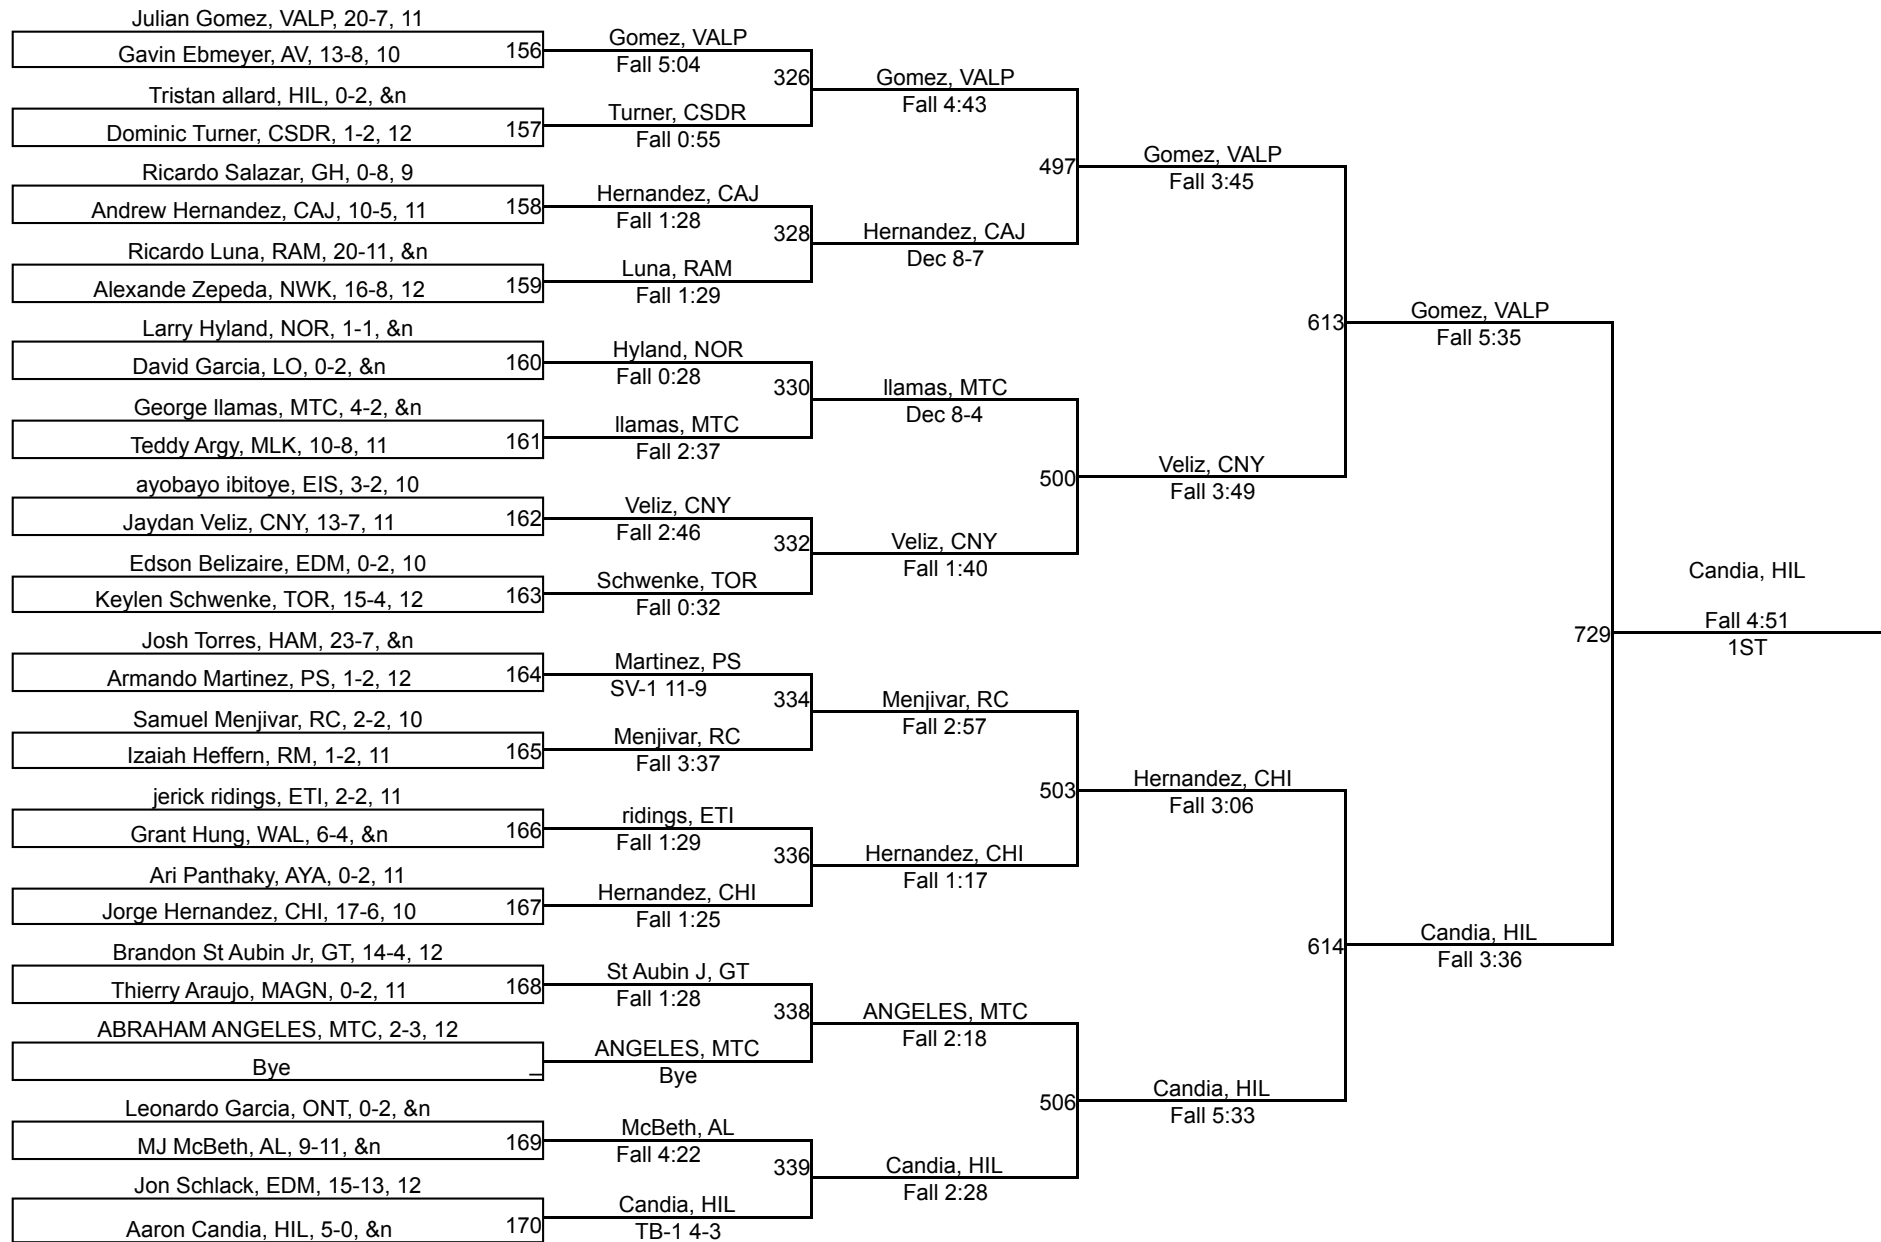 Julian Gomez, VALP, 20-7, 11
Gavin Ebmeyer, AV, 13-8, 10
156
Tristan allard, HIL, 0-2, &n
Dominic Turner, CSDR, 1-2, 12
157
Ricardo Salazar, GH, 0-8, 9
Andrew Hernandez, CAJ, 10-5, 11
158
Ricardo Luna, RAM, 20-11, &n
Alexande Zepeda, NWK, 16-8, 12
159
Larry Hyland, NOR, 1-1, &n
David Garcia, LO, 0-2, &n
160
George llamas, MTC, 4-2, &n
Teddy Argy, MLK, 10-8, 11
161
ayobayo ibitoye, EIS, 3-2, 10
Jaydan Veliz, CNY, 13-7, 11
162
Edson Belizaire, EDM, 0-2, 10
Keylen Schwenke, TOR, 15-4, 12
163
Josh Torres, HAM, 23-7, &n
Armando Martinez, PS, 1-2, 12
164
Samuel Menjivar, RC, 2-2, 10
Izaiah Heffern, RM, 1-2, 11
165
jerick ridings, ETI, 2-2, 11
Grant Hung, WAL, 6-4, &n
166
Ari Panthaky, AYA, 0-2, 11
Jorge Hernandez, CHI, 17-6, 10
167
Brandon St Aubin Jr, GT, 14-4, 12
Thierry Araujo, MAGN, 0-2, 11
168
ABRAHAM ANGELES, MTC, 2-3, 12
Bye
_
Leonardo Garcia, ONT, 0-2, &n
MJ McBeth, AL, 9-11, &n
169
Jon Schlack, EDM, 15-13, 12
Aaron Candia, HIL, 5-0, &n
170
Gomez, VALP
Fall 5:04
326
Turner, CSDR
Fall 0:55
Hernandez, CAJ
Fall 1:28
328
Luna, RAM
Fall 1:29
Hyland, NOR
Fall 0:28
330
llamas, MTC
Fall 2:37
Veliz, CNY
Fall 2:46
332
Schwenke, TOR
Fall 0:32
Martinez, PS
SV-1 11-9
334
Menjivar, RC
Fall 3:37
ridings, ETI
Fall 1:29
336
Hernandez, CHI
Fall 1:25
St Aubin J, GT
Fall 1:28
338
ANGELES, MTC
Bye
McBeth, AL
Fall 4:22
339
Candia, HIL
TB-1 4-3
Gomez, VALP
Fall 4:43
497
Hernandez, CAJ
Dec 8-7
llamas, MTC
Dec 8-4
500
Veliz, CNY
Fall 1:40
Menjivar, RC
Fall 2:57
503
Hernandez, CHI
Fall 1:17
ANGELES, MTC
Fall 2:18
506
Candia, HIL
Fall 2:28
Gomez, VALP
Fall 3:45
613
Veliz, CNY
Fall 3:49
Hernandez, CHI
Fall 3:06
614
Candia, HIL
Fall 5:33
Gomez, VALP
Fall 5:35
729
Candia, HIL
Fall 3:36
Candia, HIL
Fall 4:51
1ST